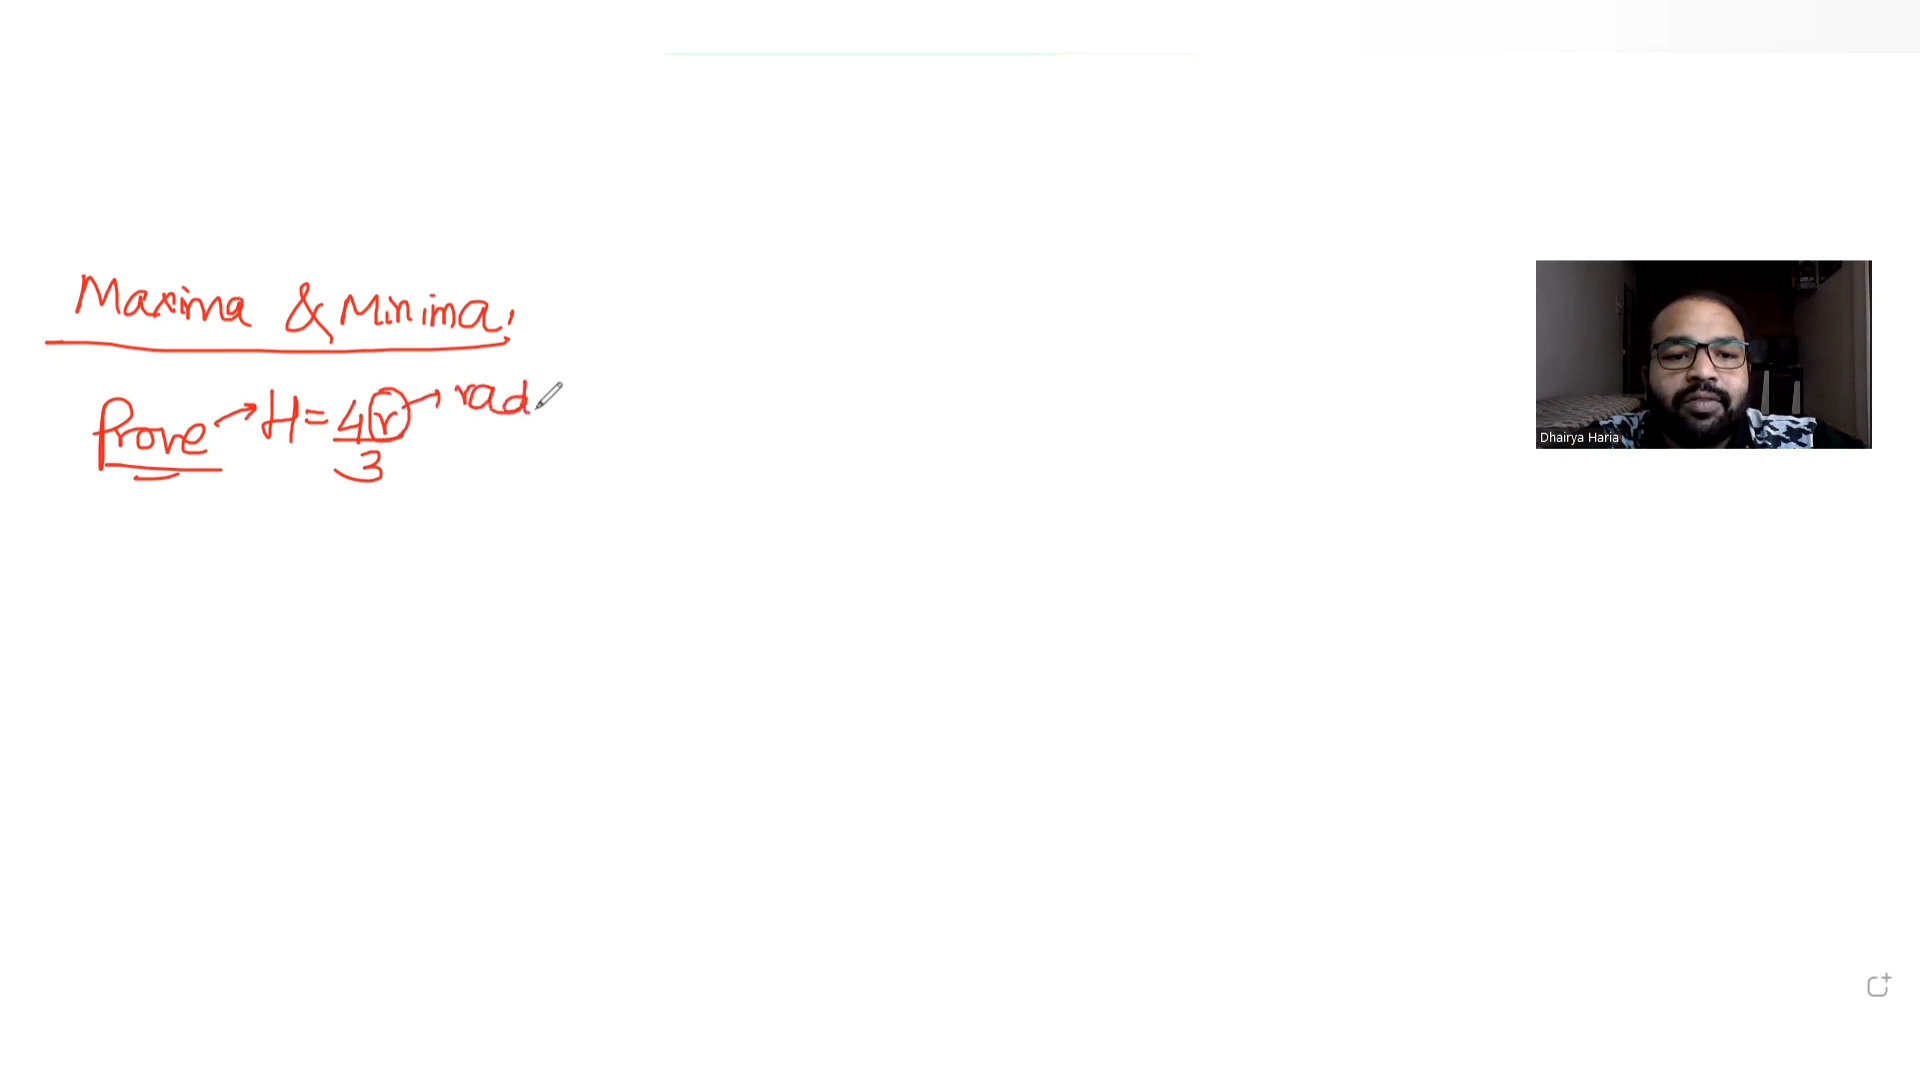 Maxima & Minima,
Prove → H = 4r/3 → rad
Dhairya Haria